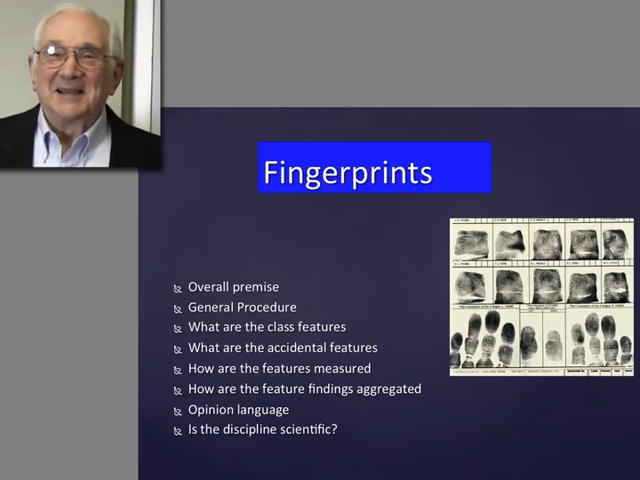 Fingerprints
Overall premise
General Procedure
What are the class features
What are the accidental features
How are the features measured
How are the feature findings aggregated
Opinion language
Is the discipline scientific?